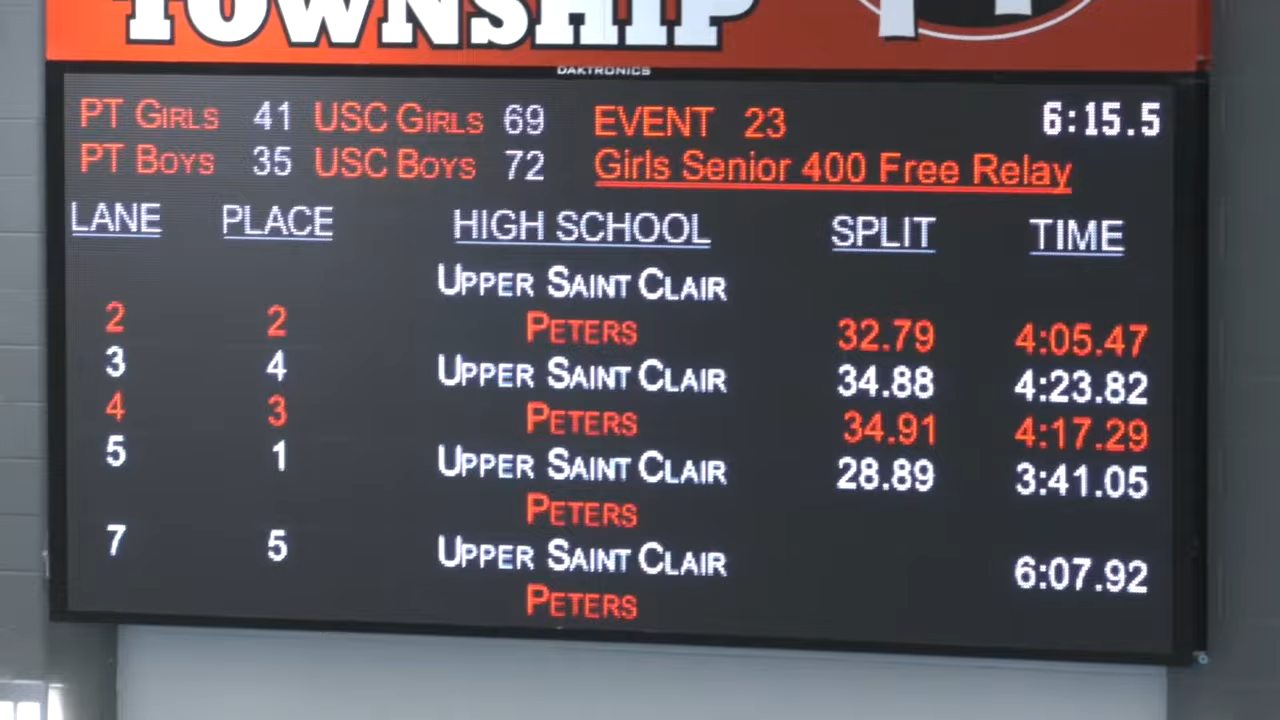 TOWNSHIP
DAKTRONICS
PT GIRLS 41 USC GIRLS 69 EVENT 23 6:15.5
PT BOYS 35 USC BOYS 72 Girls Senior 400 Free Relay
LANE PLACE HIGH SCHOOL SPLIT TIME
UPPER SAINT CLAIR
2 2 PETERS 32.79 4:05.47
3 4 UPPER SAINT CLAIR 34.88 4:23.82
4 3 PETERS 34.91 4:17.29
5 1 UPPER SAINT CLAIR 28.89 3:41.05
PETERS
7 5 UPPER SAINT CLAIR 6:07.92
PETERS